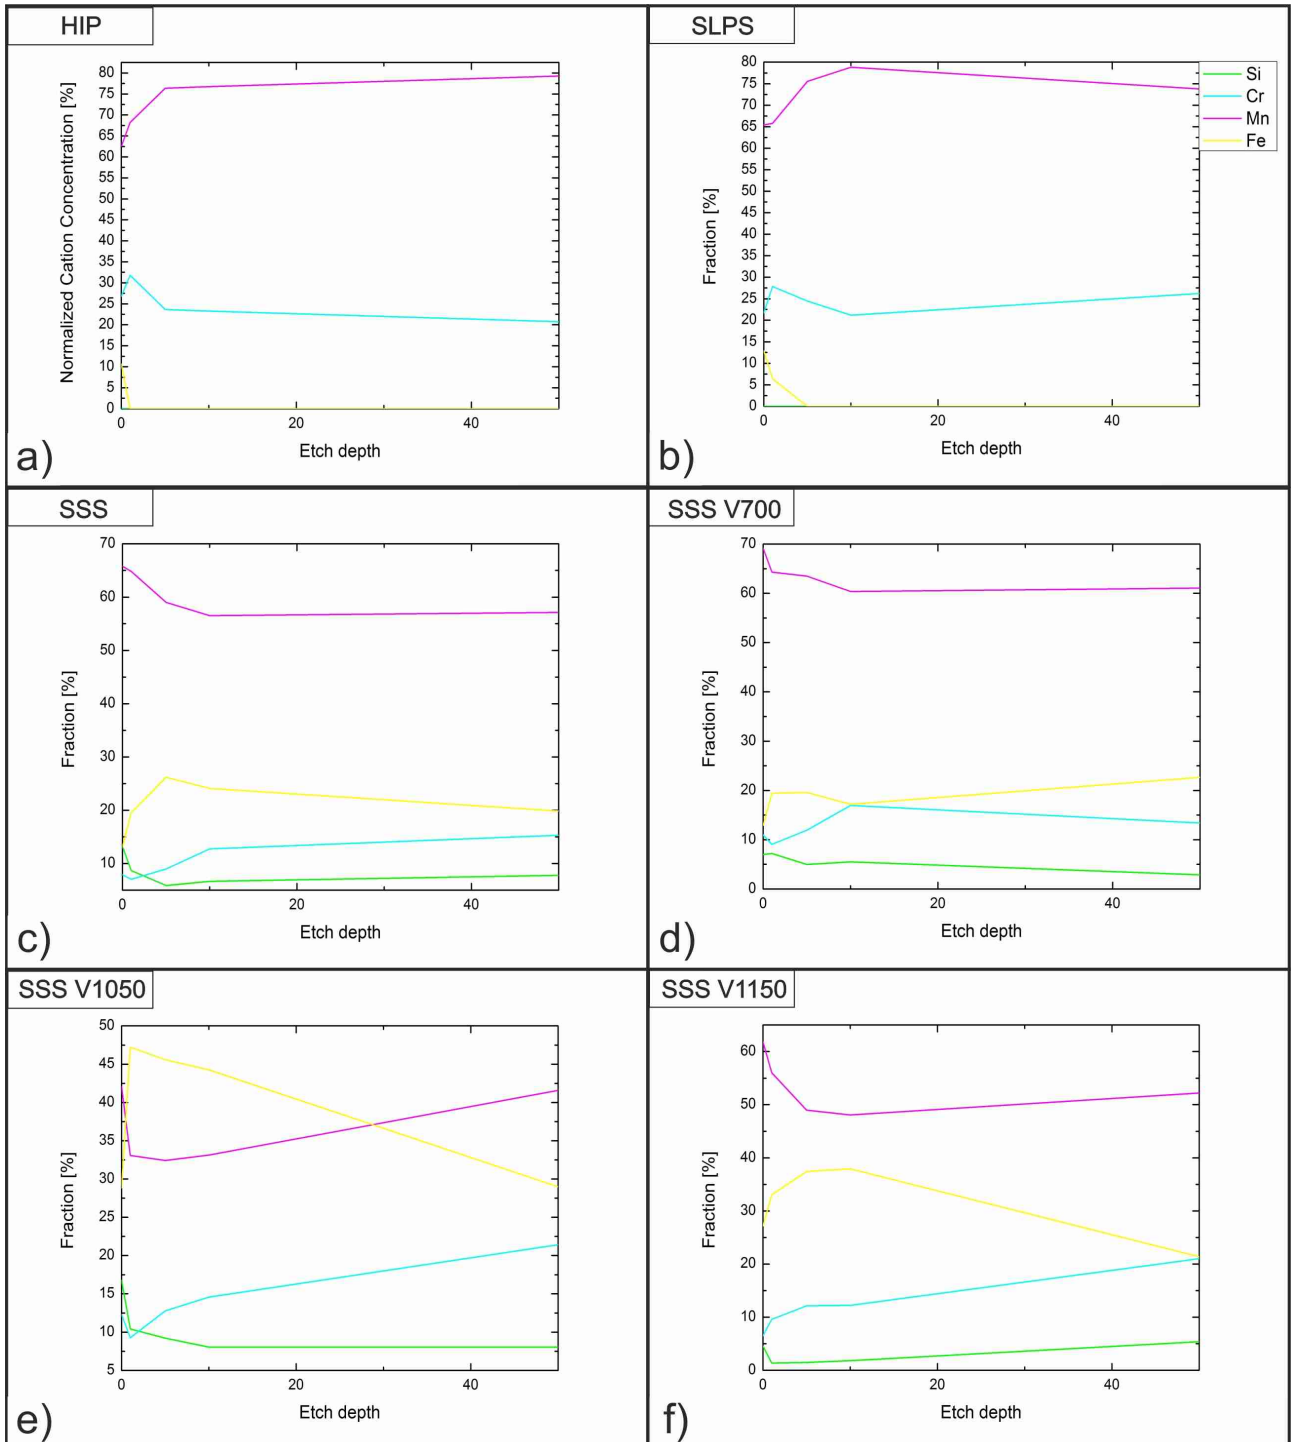 HIP
80
75
70
65
60
55
50
45
40
35
30
25
20
15
10
5
0
0 20 40
Normalized Cation Concentration [%]
Etch depth
a)
SLPS
80
75
70
65
60
55
50
45
40
35
30
25
20
15
10
5
0
0 20 40
Fraction [%]
Etch depth
Si
Cr
Mn
Fe
b)
SSS
70
60
50
40
30
20
10
0 20 40
Fraction [%]
Etch depth
c)
SSS V700
70
60
50
40
30
20
10
0
0 20 40
Fraction [%]
Etch depth
d)
SSS V1050
50
45
40
35
30
25
20
15
10
5
0 20 40
Fraction [%]
Etch depth
e)
SSS V1150
60
50
40
30
20
10
0
0 20 40
Fraction [%]
Etch depth
f)